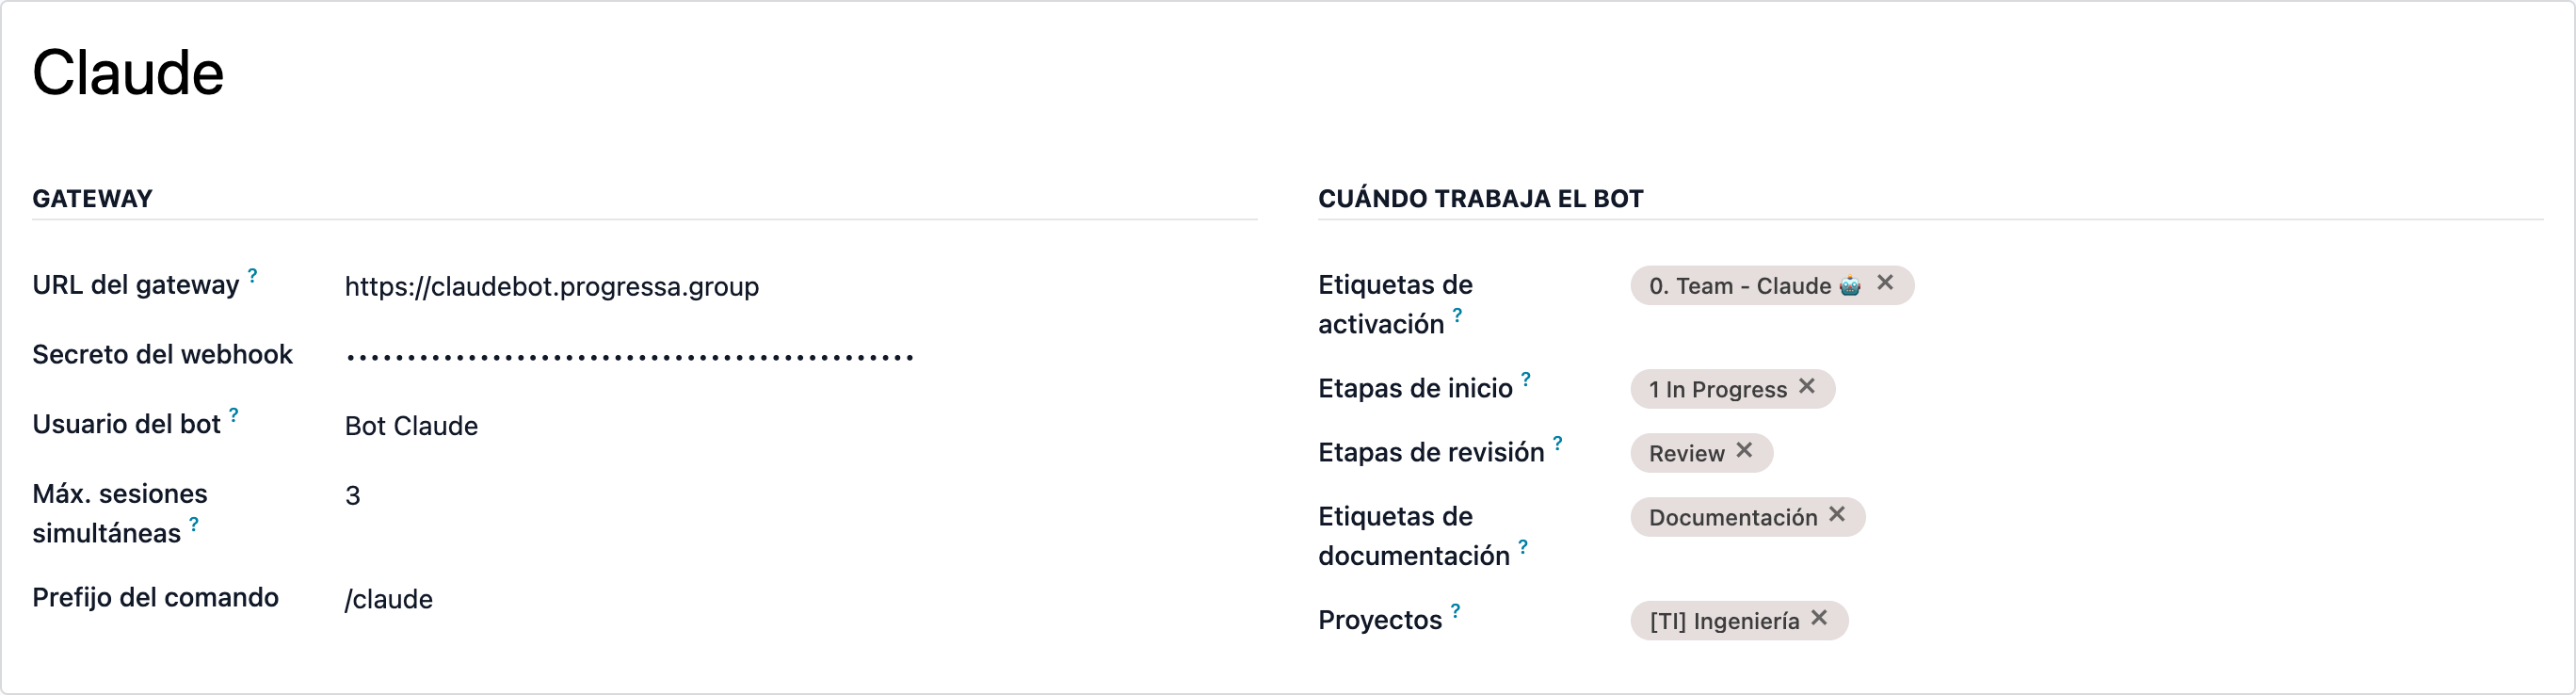 Claude
GATEWAY
URL del gateway ?
https://claudebot.progressa.group
Secreto del webhook
•••••••••••••••••••••••••••••••••••••••••••••••
Usuario del bot ?
Bot Claude
Máx. sesiones
simultáneas ?
3
Prefijo del comando
/claude
CUÁNDO TRABAJA EL BOT
Etiquetas de
activación ?
0. Team - Claude 🤖 ✕
Etapas de inicio ?
1 In Progress ✕
Etapas de revisión ?
Review ✕
Etiquetas de
documentación ?
Documentación ✕
Proyectos ?
[TI] Ingeniería ✕